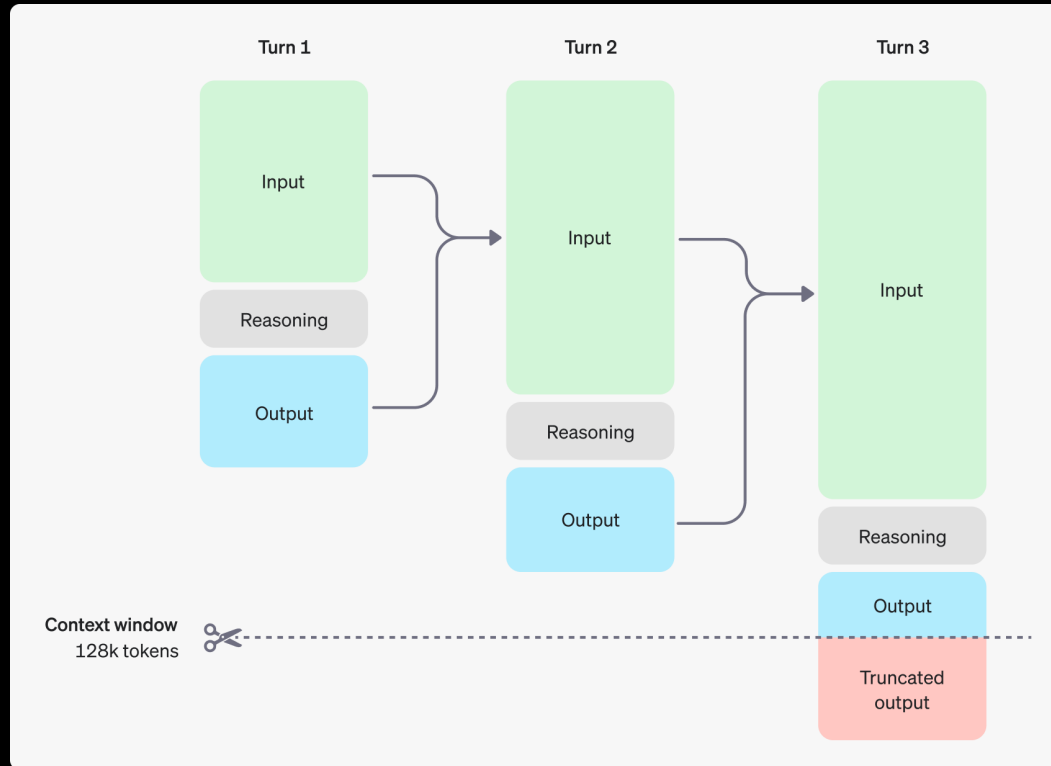 Turn 1
Turn 2
Turn 3
Input
Reasoning
Output
Input
Reasoning
Output
Input
Reasoning
Output
Truncated
output
Context window
128k tokens